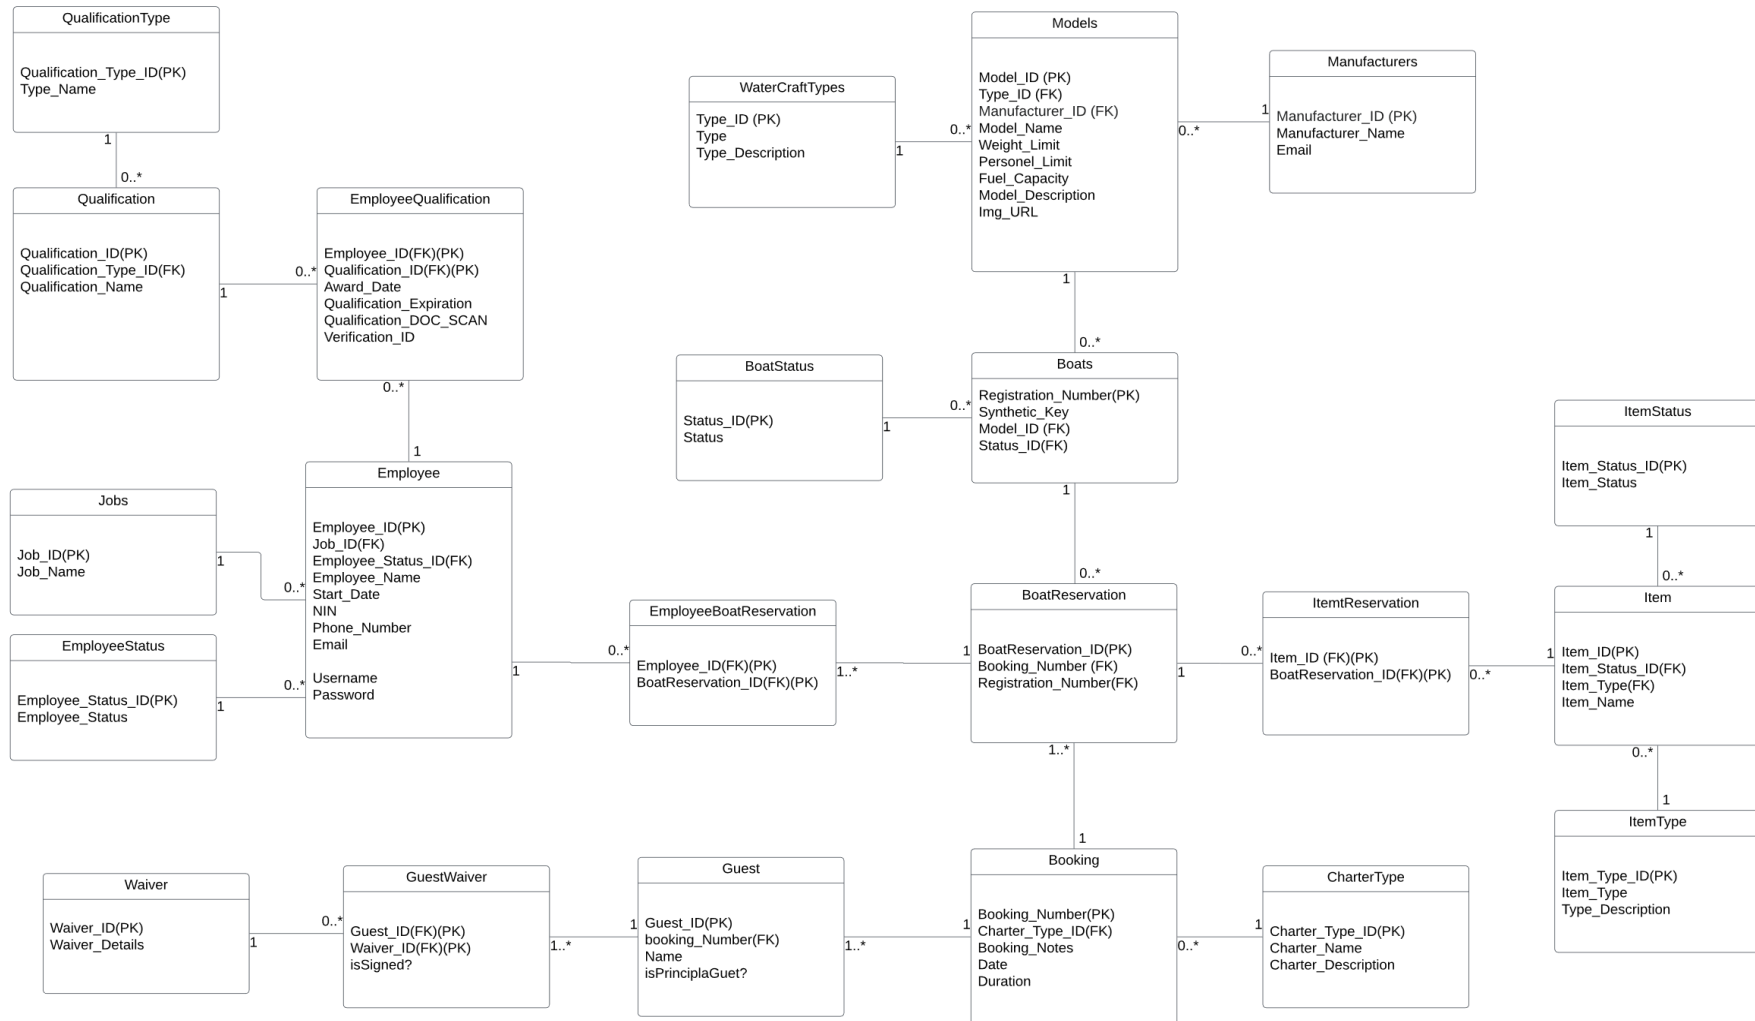 QualificationType
Qualification_Type_ID(PK)
Type_Name
1
0..*
Qualification
Qualification_ID(PK)
Qualification_Type_ID(FK)
Qualification_Name
1
0..*
EmployeeQualification
Employee_ID(FK)(PK)
Qualification_ID(FK)(PK)
Award_Date
Qualification_Expiration
Qualification_DOC_SCAN
Verification_ID
0..*
1
WaterCraftTypes
Type_ID (PK)
Type
Type_Description
1
0..*
Models
Model_ID (PK)
Type_ID (FK)
Manufacturer_ID (FK)
Model_Name
Weight_Limit
Personel_Limit
Fuel_Capacity
Model_Description
Img_URL
0..*
1
Manufacturers
Manufacturer_ID (PK)
Manufacturer_Name
Email
1
0..*
BoatStatus
Status_ID(PK)
Status
1
0..*
Boats
Registration_Number(PK)
Synthetic_Key
Model_ID (FK)
Status_ID(FK)
1
0..*
ItemStatus
Item_Status_ID(PK)
Item_Status
1
0..*
Jobs
Job_ID(PK)
Job_Name
1
0..*
EmployeeStatus
Employee_Status_ID(PK)
Employee_Status
1
0..*
Employee
Employee_ID(PK)
Job_ID(FK)
Employee_Status_ID(FK)
Employee_Name
Start_Date
NIN
Phone_Number
Email
Username
Password
1
0..*
EmployeeBoatReservation
Employee_ID(FK)(PK)
BoatReservation_ID(FK)(PK)
1..*
1
BoatReservation
BoatReservation_ID(PK)
Booking_Number (FK)
Registration_Number(FK)
1
0..*
ItemtReservation
Item_ID (FK)(PK)
BoatReservation_ID(FK)(PK)
0..*
1
Item
Item_ID(PK)
Item_Status_ID(FK)
Item_Type(FK)
Item_Name
0..*
1
ItemType
Item_Type_ID(PK)
Item_Type
Type_Description
1..*
1
Waiver
Waiver_ID(PK)
Waiver_Details
1
0..*
GuestWaiver
Guest_ID(FK)(PK)
Waiver_ID(FK)(PK)
isSigned?
1..*
1
Guest
Guest_ID(PK)
booking_Number(FK)
Name
isPrinciplaGuet?
1..*
1
Booking
Booking_Number(PK)
Charter_Type_ID(FK)
Booking_Notes
Date
Duration
0..*
1
CharterType
Charter_Type_ID(PK)
Charter_Name
Charter_Description